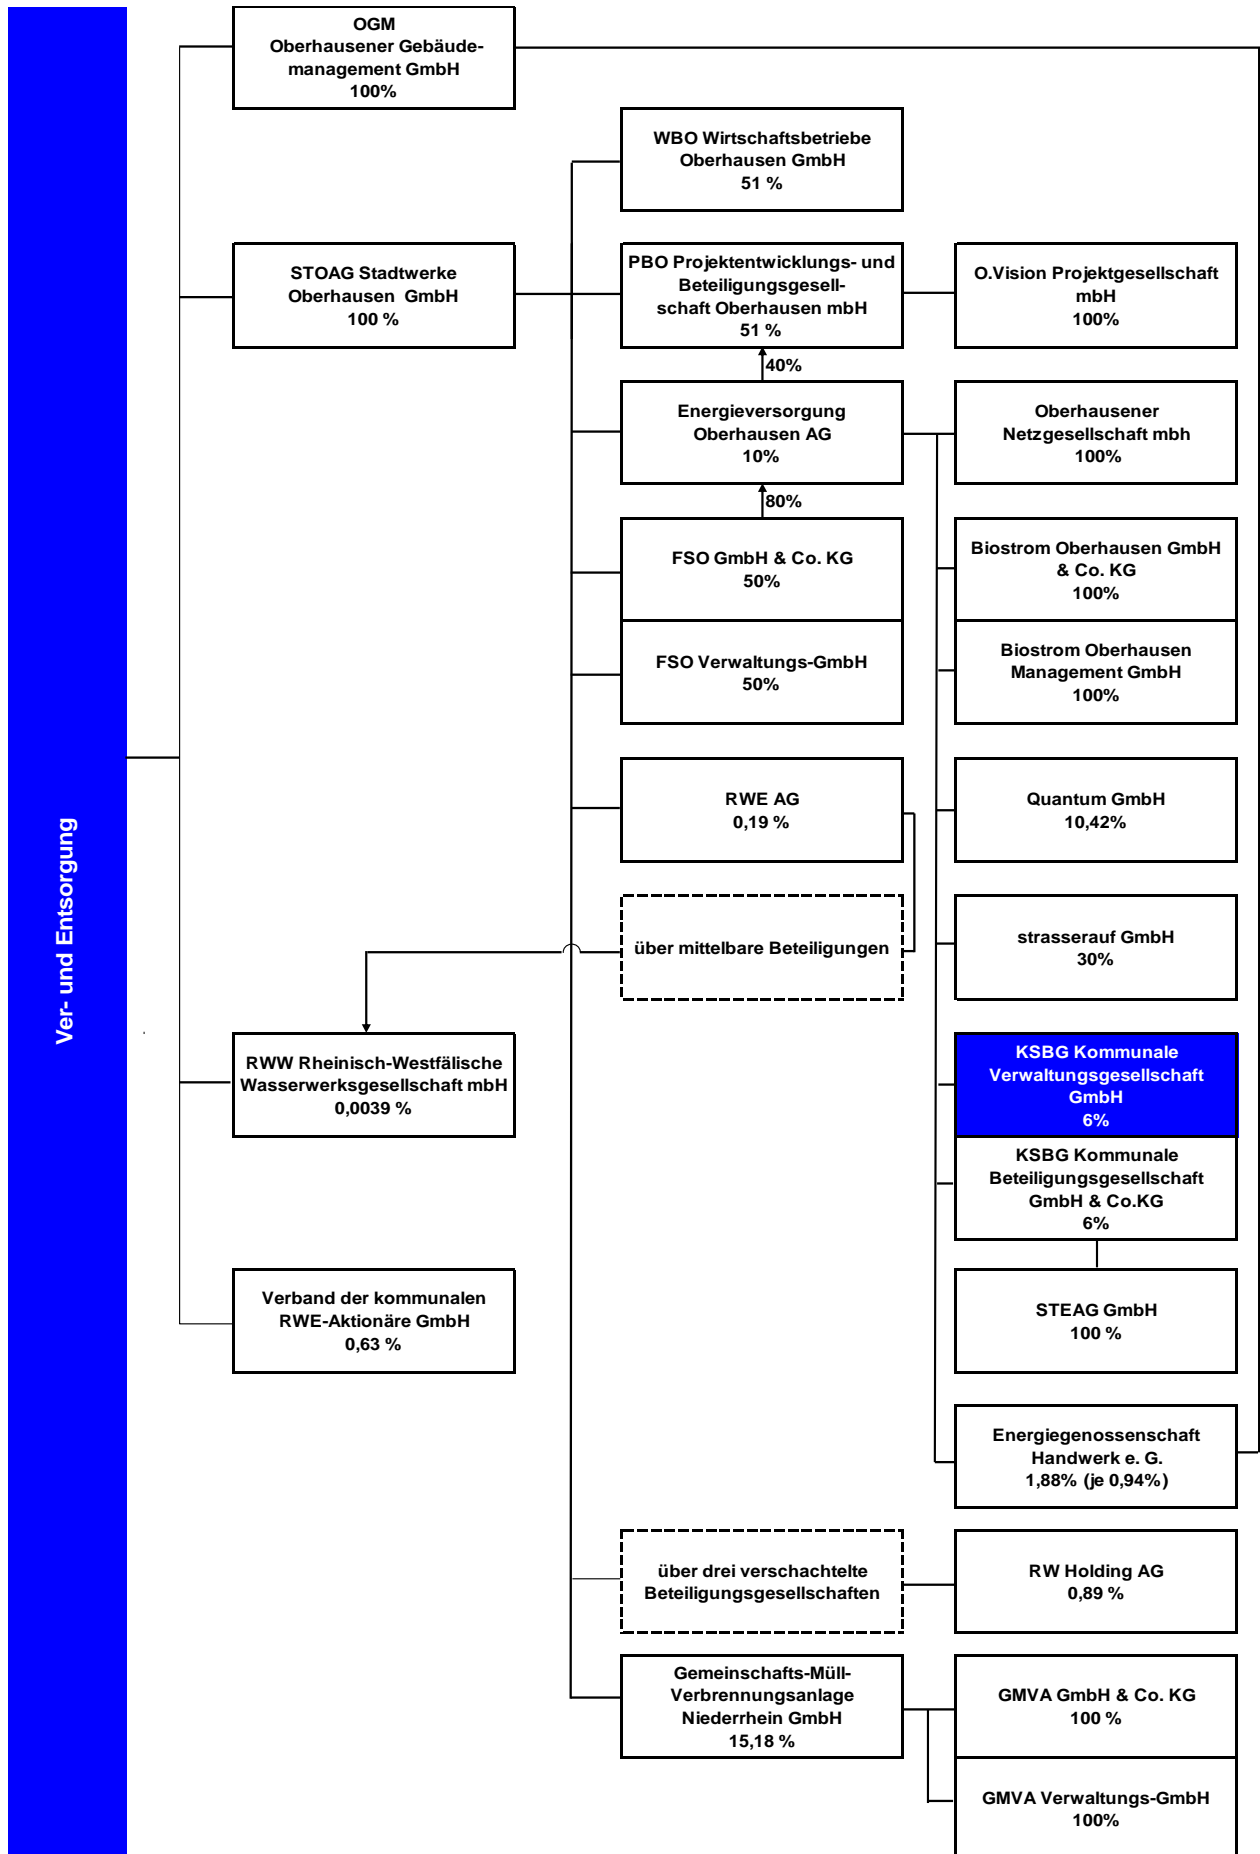 Ver- und Entsorgung
OGM
Oberhausener Gebäude-
management GmbH
100%
WBO Wirtschaftsbetriebe
Oberhausen GmbH
51 %
STOAG Stadtwerke
Oberhausen GmbH
100 %
PBO Projektentwicklungs- und
Beteiligungsgesell-
schaft Oberhausen mbH
51 %
O.Vision Projektgesellschaft
mbH
100%
40%
Energieversorgung
Oberhausen AG
10%
Oberhausener
Netzgesellschaft mbh
100%
80%
FSO GmbH & Co. KG
50%
Biostrom Oberhausen GmbH
& Co. KG
100%
FSO Verwaltungs-GmbH
50%
Biostrom Oberhausen
Management GmbH
100%
RWE AG
0,19 %
Quantum GmbH
10,42%
über mittelbare Beteiligungen
strasserauf GmbH
30%
RWW Rheinisch-Westfälische
Wasserwerksgesellschaft mbH
0,0039 %
KSBG Kommunale
Verwaltungsgesellschaft
GmbH
6%
KSBG Kommunale
Beteiligungsgesellschaft
GmbH & Co.KG
6%
Verband der kommunalen
RWE-Aktionäre GmbH
0,63 %
STEAG GmbH
100 %
Energiegenossenschaft
Handwerk e. G.
1,88% (je 0,94%)
über drei verschachtelte
Beteiligungsgesellschaften
RW Holding AG
0,89 %
Gemeinschafts-Müll-
Verbrennungsanlage
Niederrhein GmbH
15,18 %
GMVA GmbH & Co. KG
100 %
GMVA Verwaltungs-GmbH
100%